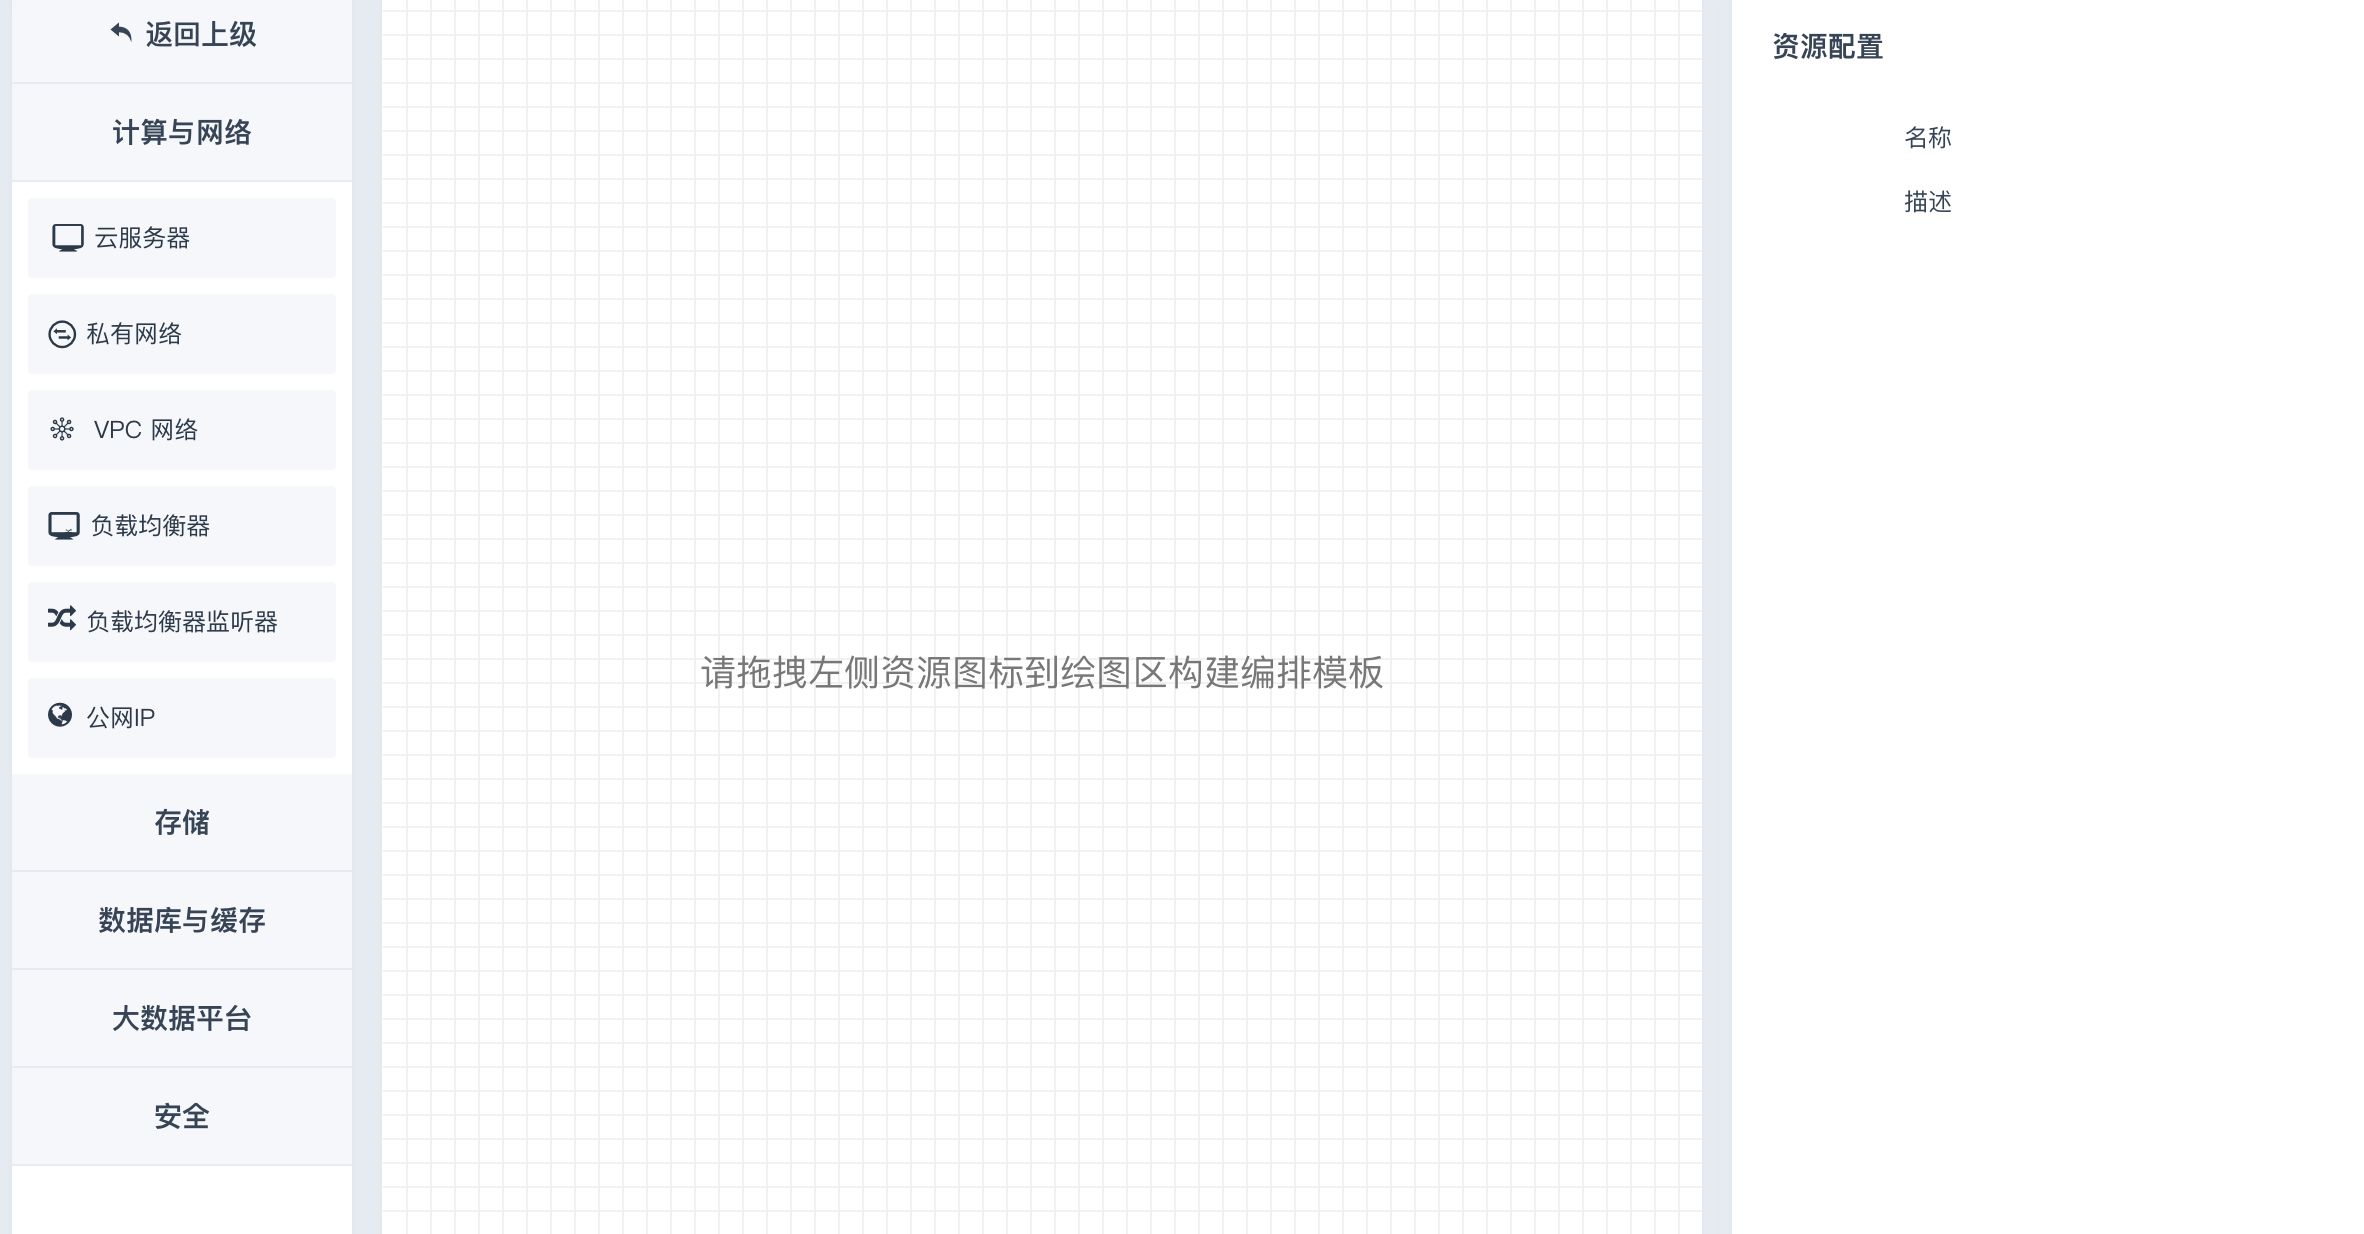 返回上级
计算与网络
云服务器
私有网络
VPC 网络
负载均衡器
负载均衡器监听器
公网IP
存储
数据库与缓存
大数据平台
安全
请拖拽左侧资源图标到绘图区构建编排模板
资源配置
名称
描述